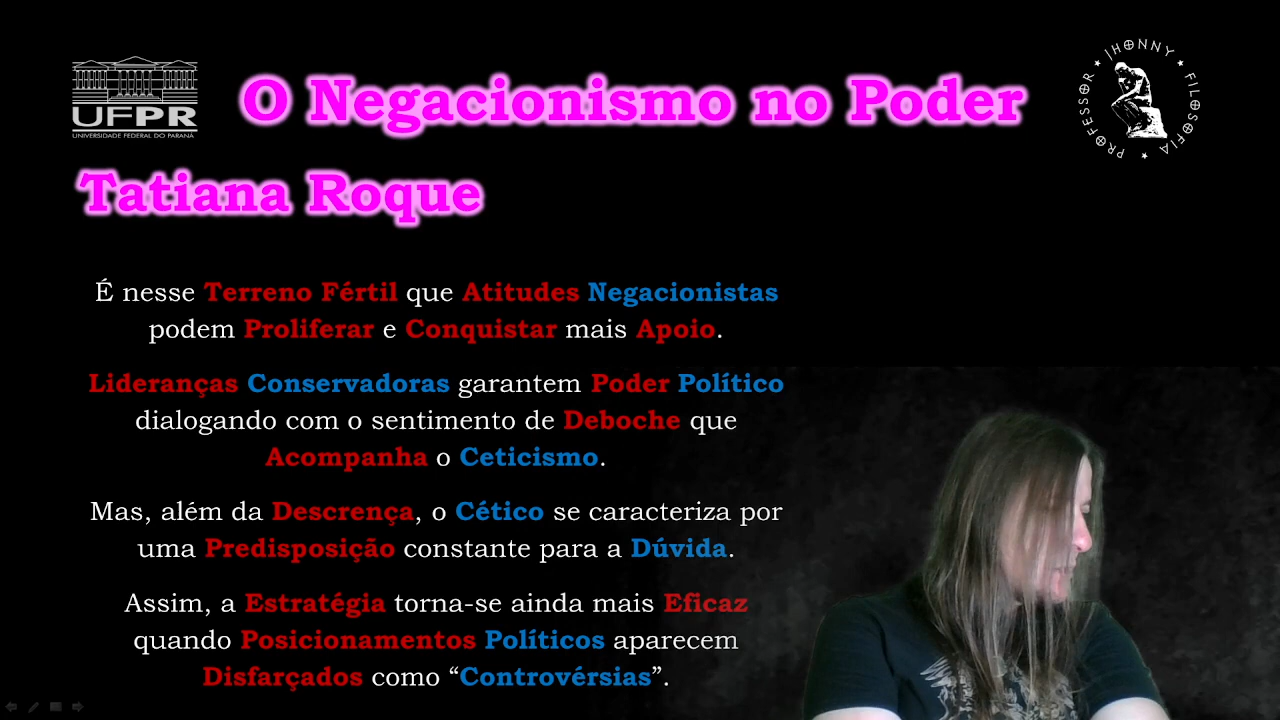 UFPR
UNIVERSIDADE FEDERAL DO PARANÁ
O Negacionismo no Poder
PROFESSOR ★ JHONNY ★ FILOSOFIA ★
Tatiana Roque
É nesse Terreno Fértil que Atitudes Negacionistas
podem Proliferar e Conquistar mais Apoio.
Lideranças Conservadoras garantem Poder Político
dialogando com o sentimento de Deboche que
Acompanha o Ceticismo.
Mas, além da Descrença, o Cético se caracteriza por
uma Predisposição constante para a Dúvida.
Assim, a Estratégia torna-se ainda mais Eficaz
quando Posicionamentos Políticos aparecem
Disfarçados como “Controvérsias”.